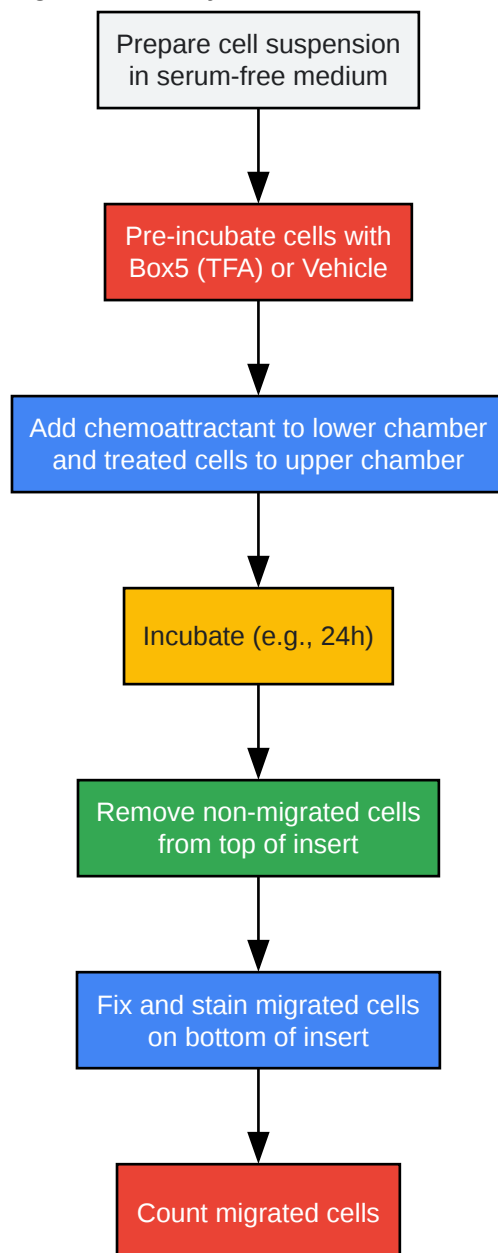 Prepare cell suspension
in serum-free medium
Pre-incubate cells with
Box5 (TFA) or Vehicle
Add chemoattractant to lower chamber
and treated cells to upper chamber
Incubate (e.g., 24h)
Remove non-migrated cells
from top of insert
Fix and stain migrated cells
on bottom of insert
Count migrated cells